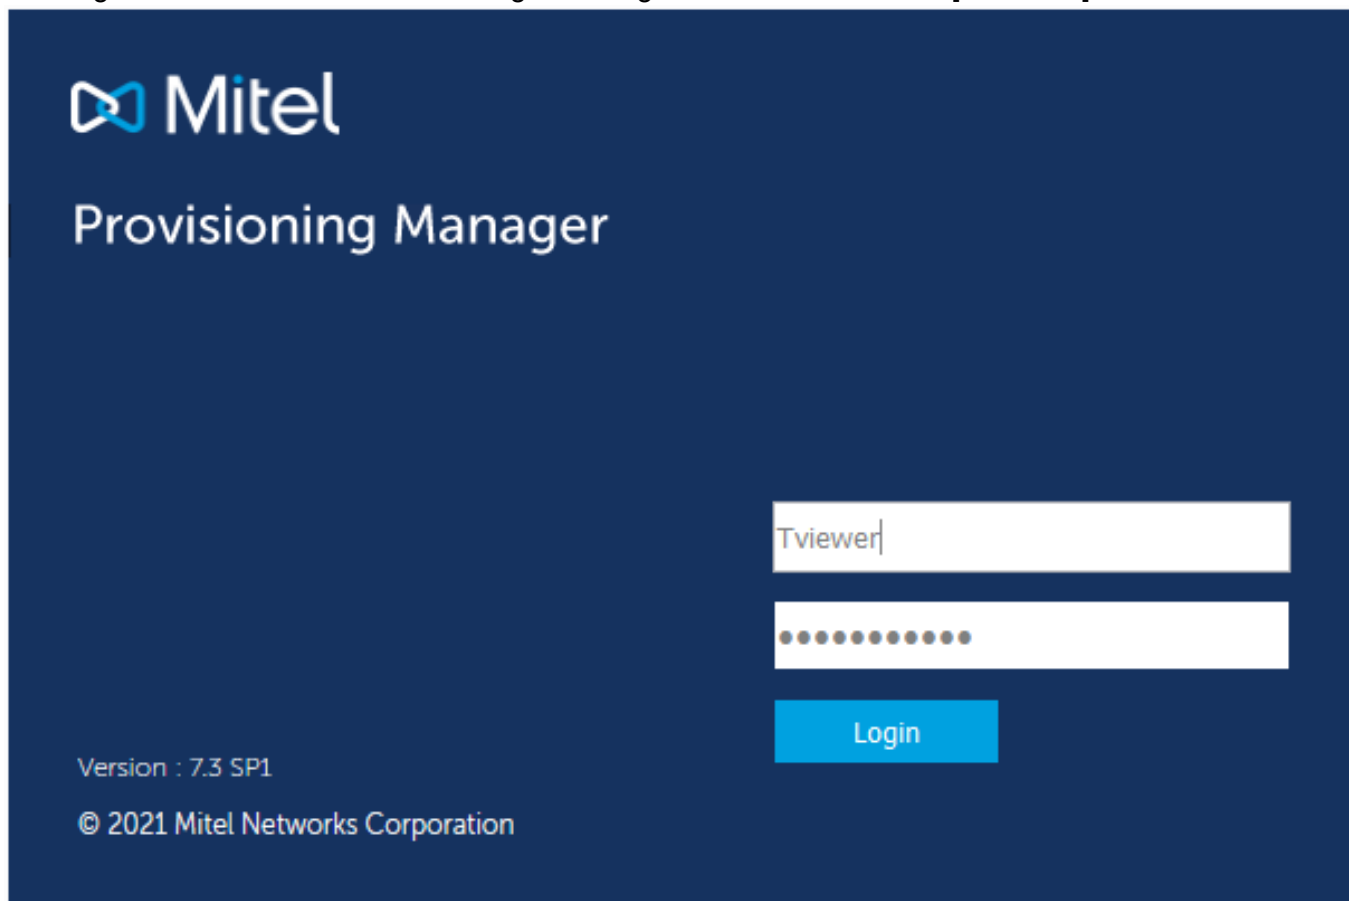 Mitel
Provisioning Manager
Tviewer
●●●●●●●●●●●
Login
Version : 7.3 SP1
© 2021 Mitel Networks Corporation